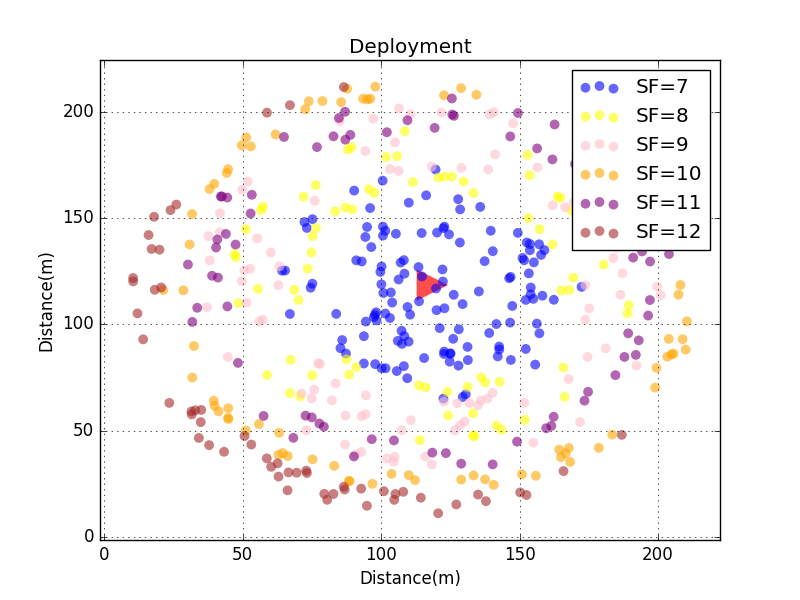 Deployment
SF=7
SF=8
SF=9
SF=10
SF=11
SF=12
Distance(m)
200
150
100
50
0
0 50 100 150 200
Distance(m)